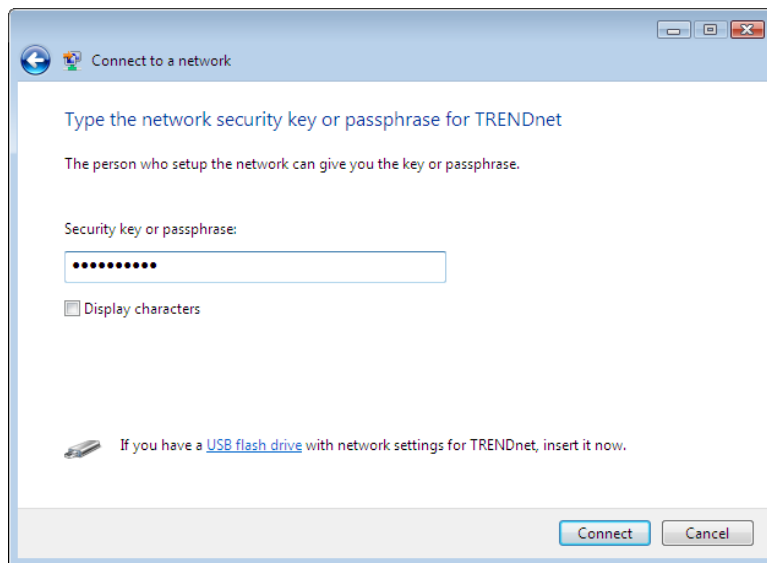 Connect to a network
Type the network security key or passphrase for TRENDnet
The person who setup the network can give you the key or passphrase.
Security key or passphrase:
••••••••••
Display characters
If you have a USB flash drive with network settings for TRENDnet, insert it now.
Connect Cancel